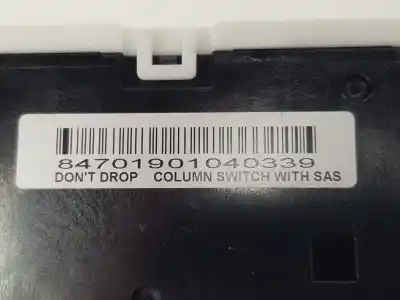 84701901040339
DON'T DROP COLUMN SWITCH WITH SAS